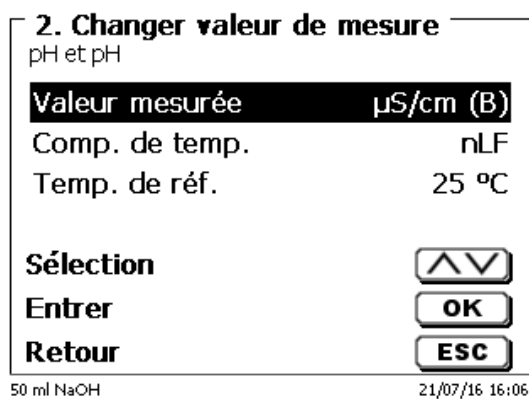 2. Changer valeur de mesure
pH et pH
Valeur mesurée µS/cm (B)
Comp. de temp. nLF
Temp. de réf. 25 ºC
Sélection
Entrer OK
Retour ESC
50 ml NaOH 21/07/16 16:06